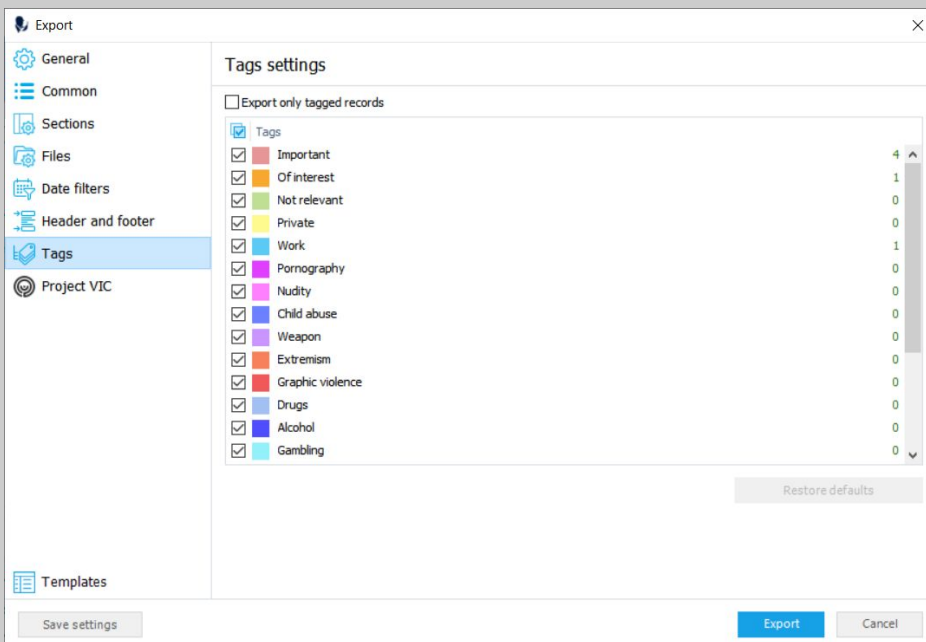 Export
General
Common
Sections
Files
Date filters
Header and footer
Tags
Project VIC
Templates
Save settings
Tags settings
Export only tagged records
Tags
Important 4
Of interest 1
Not relevant 0
Private 0
Work 1
Pornography 0
Nudity 0
Child abuse 0
Weapon 0
Extremism 0
Graphic violence 0
Drugs 0
Alcohol 0
Gambling 0
Restore defaults
Export Cancel